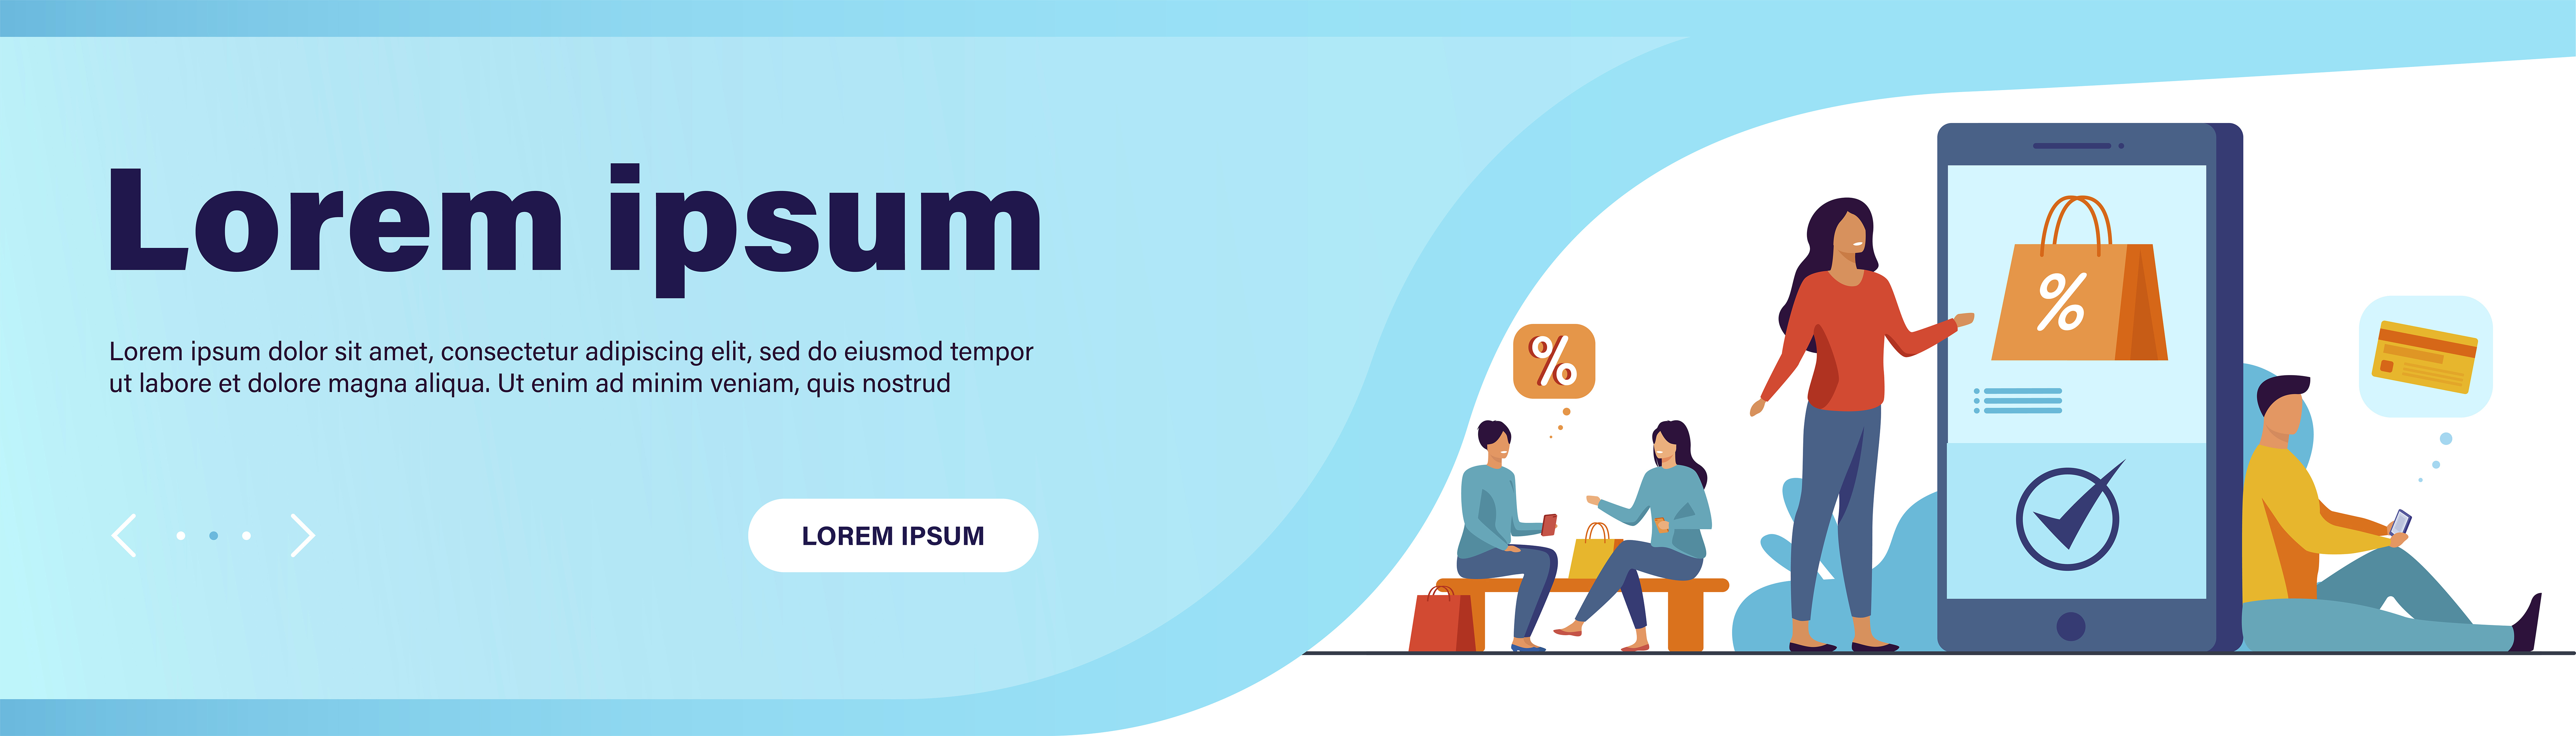 Lorem ipsum
Lorem ipsum dolor sit amet, consectetur adipiscing elit, sed do eiusmod tempor
ut labore et dolore magna aliqua. Ut enim ad minim veniam, quis nostrud
LOREM IPSUM
%
%